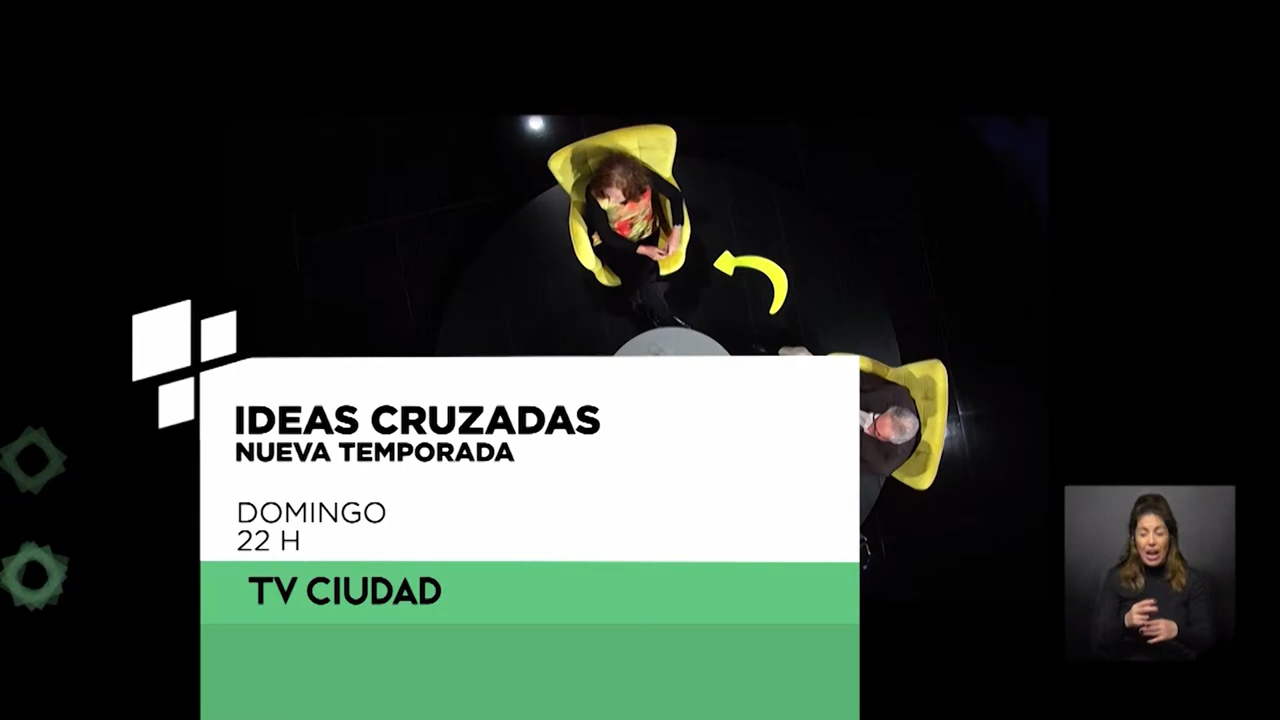 IDEAS CRUZADAS
NUEVA TEMPORADA
DOMINGO
22 H
TV CIUDAD